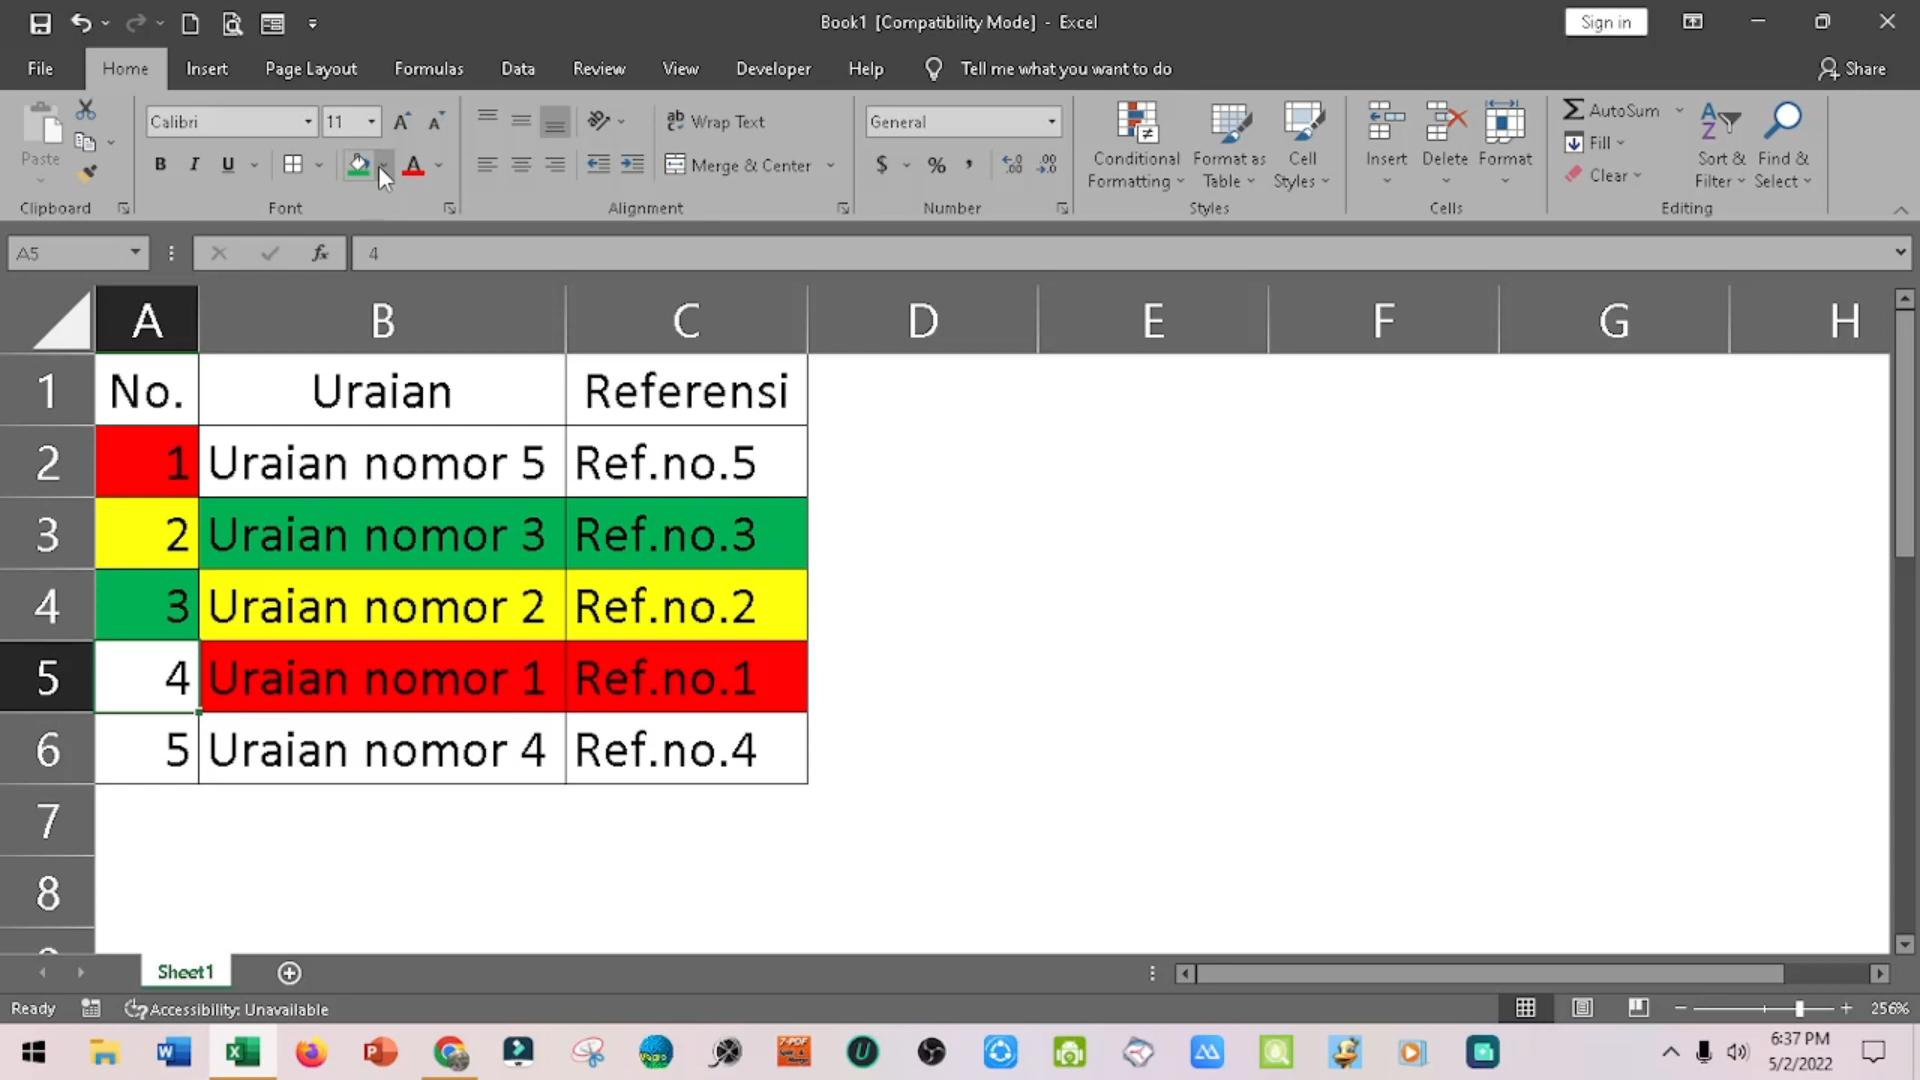 Book1 [Compatibility Mode] - Excel
Sign in
File Home Insert Page Layout Formulas Data Review View Developer Help Tell me what you want to do Share
Paste
Calibri 11
Wrap Text
General
AutoSum
B I U A
Merge & Center
$ % ,
Conditional Formatting
Format as Table
Cell Styles
Insert Delete Format
Fill
Clear
Sort & Filter
Find & Select
Clipboard Font Alignment Number Styles Cells Editing
A5 fx 4
A B C D E F G H
1 No. Uraian Referensi
2 1 Uraian nomor 5 Ref.no.5
3 2 Uraian nomor 3 Ref.no.3
4 3 Uraian nomor 2 Ref.no.2
5 4 Uraian nomor 1 Ref.no.1
6 5 Uraian nomor 4 Ref.no.4
7
8
Sheet1
Ready Accessibility: Unavailable 256%
6:37 PM
5/2/2022